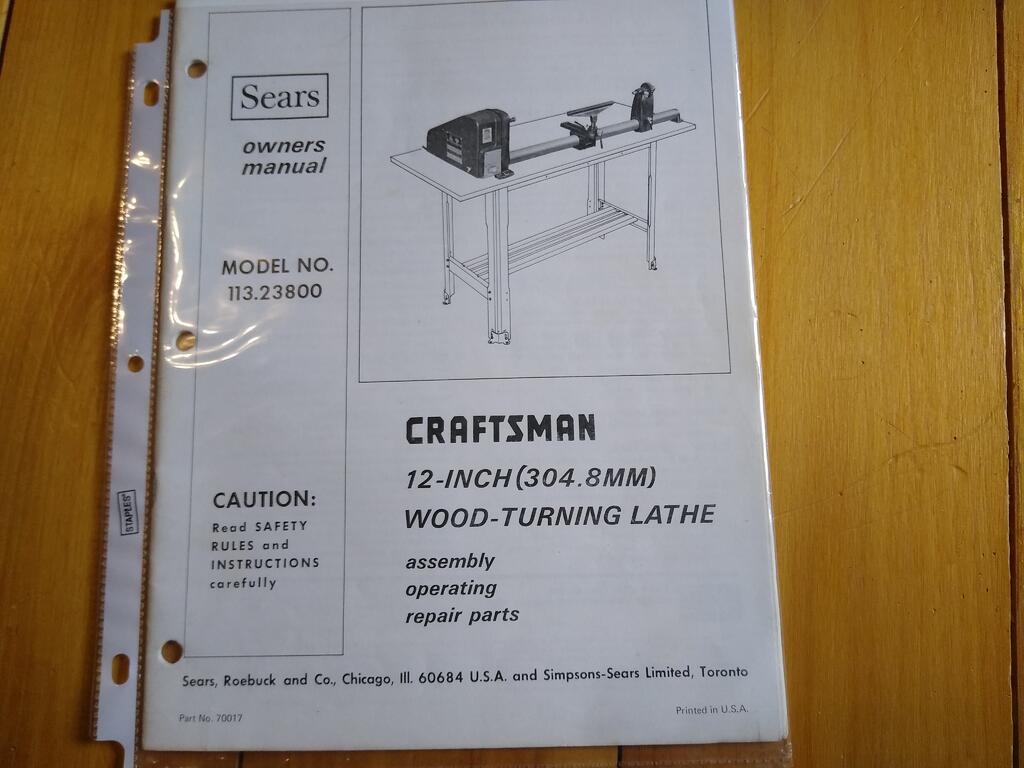 Sears
owners
manual
MODEL NO.
113.23800
CAUTION:
Read SAFETY
RULES and
INSTRUCTIONS
carefully
CRAFTSMAN
12-INCH (304.8MM)
WOOD-TURNING LATHE
assembly
operating
repair parts
Sears, Roebuck and Co., Chicago, Ill. 60684 U.S.A. and Simpsons-Sears Limited, Toronto
Part No. 70017
Printed in U.S.A.
STAPLES